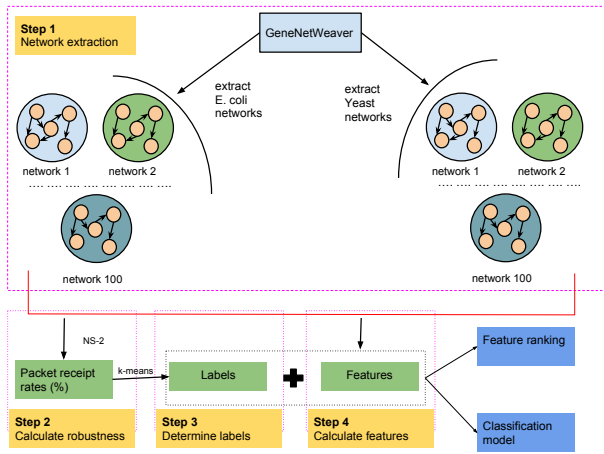 Step 1
Network extraction
GeneNetWeaver
extract
E. coli
networks
extract
Yeast
networks
network 1
network 2
network 100
network 1
network 2
network 100
NS-2
Packet receipt
rates (%)
k-means
Labels
Features
Feature ranking
Classification
model
Step 2
Calculate robustness
Step 3
Determine labels
Step 4
Calculate features